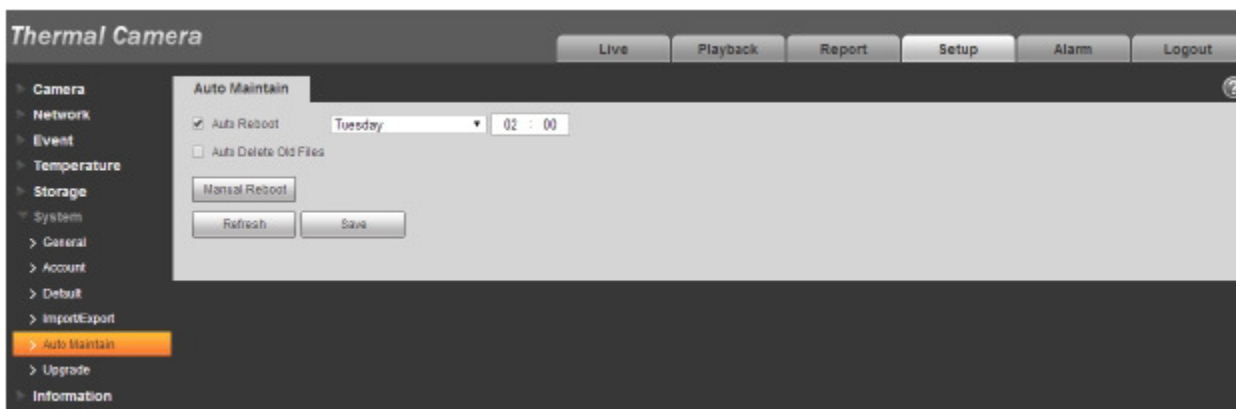 Thermal Camera
Live Playback Report Setup Alarm Logout
Camera
Network
Event
Temperature
Storage
System
General
Account
Default
Import/Export
Auto Maintain
Upgrade
Information
Auto Maintain
?
Auto Reboot Tuesday 02 : 00
Auto Delete Old Files
Manual Reboot
Refresh Save